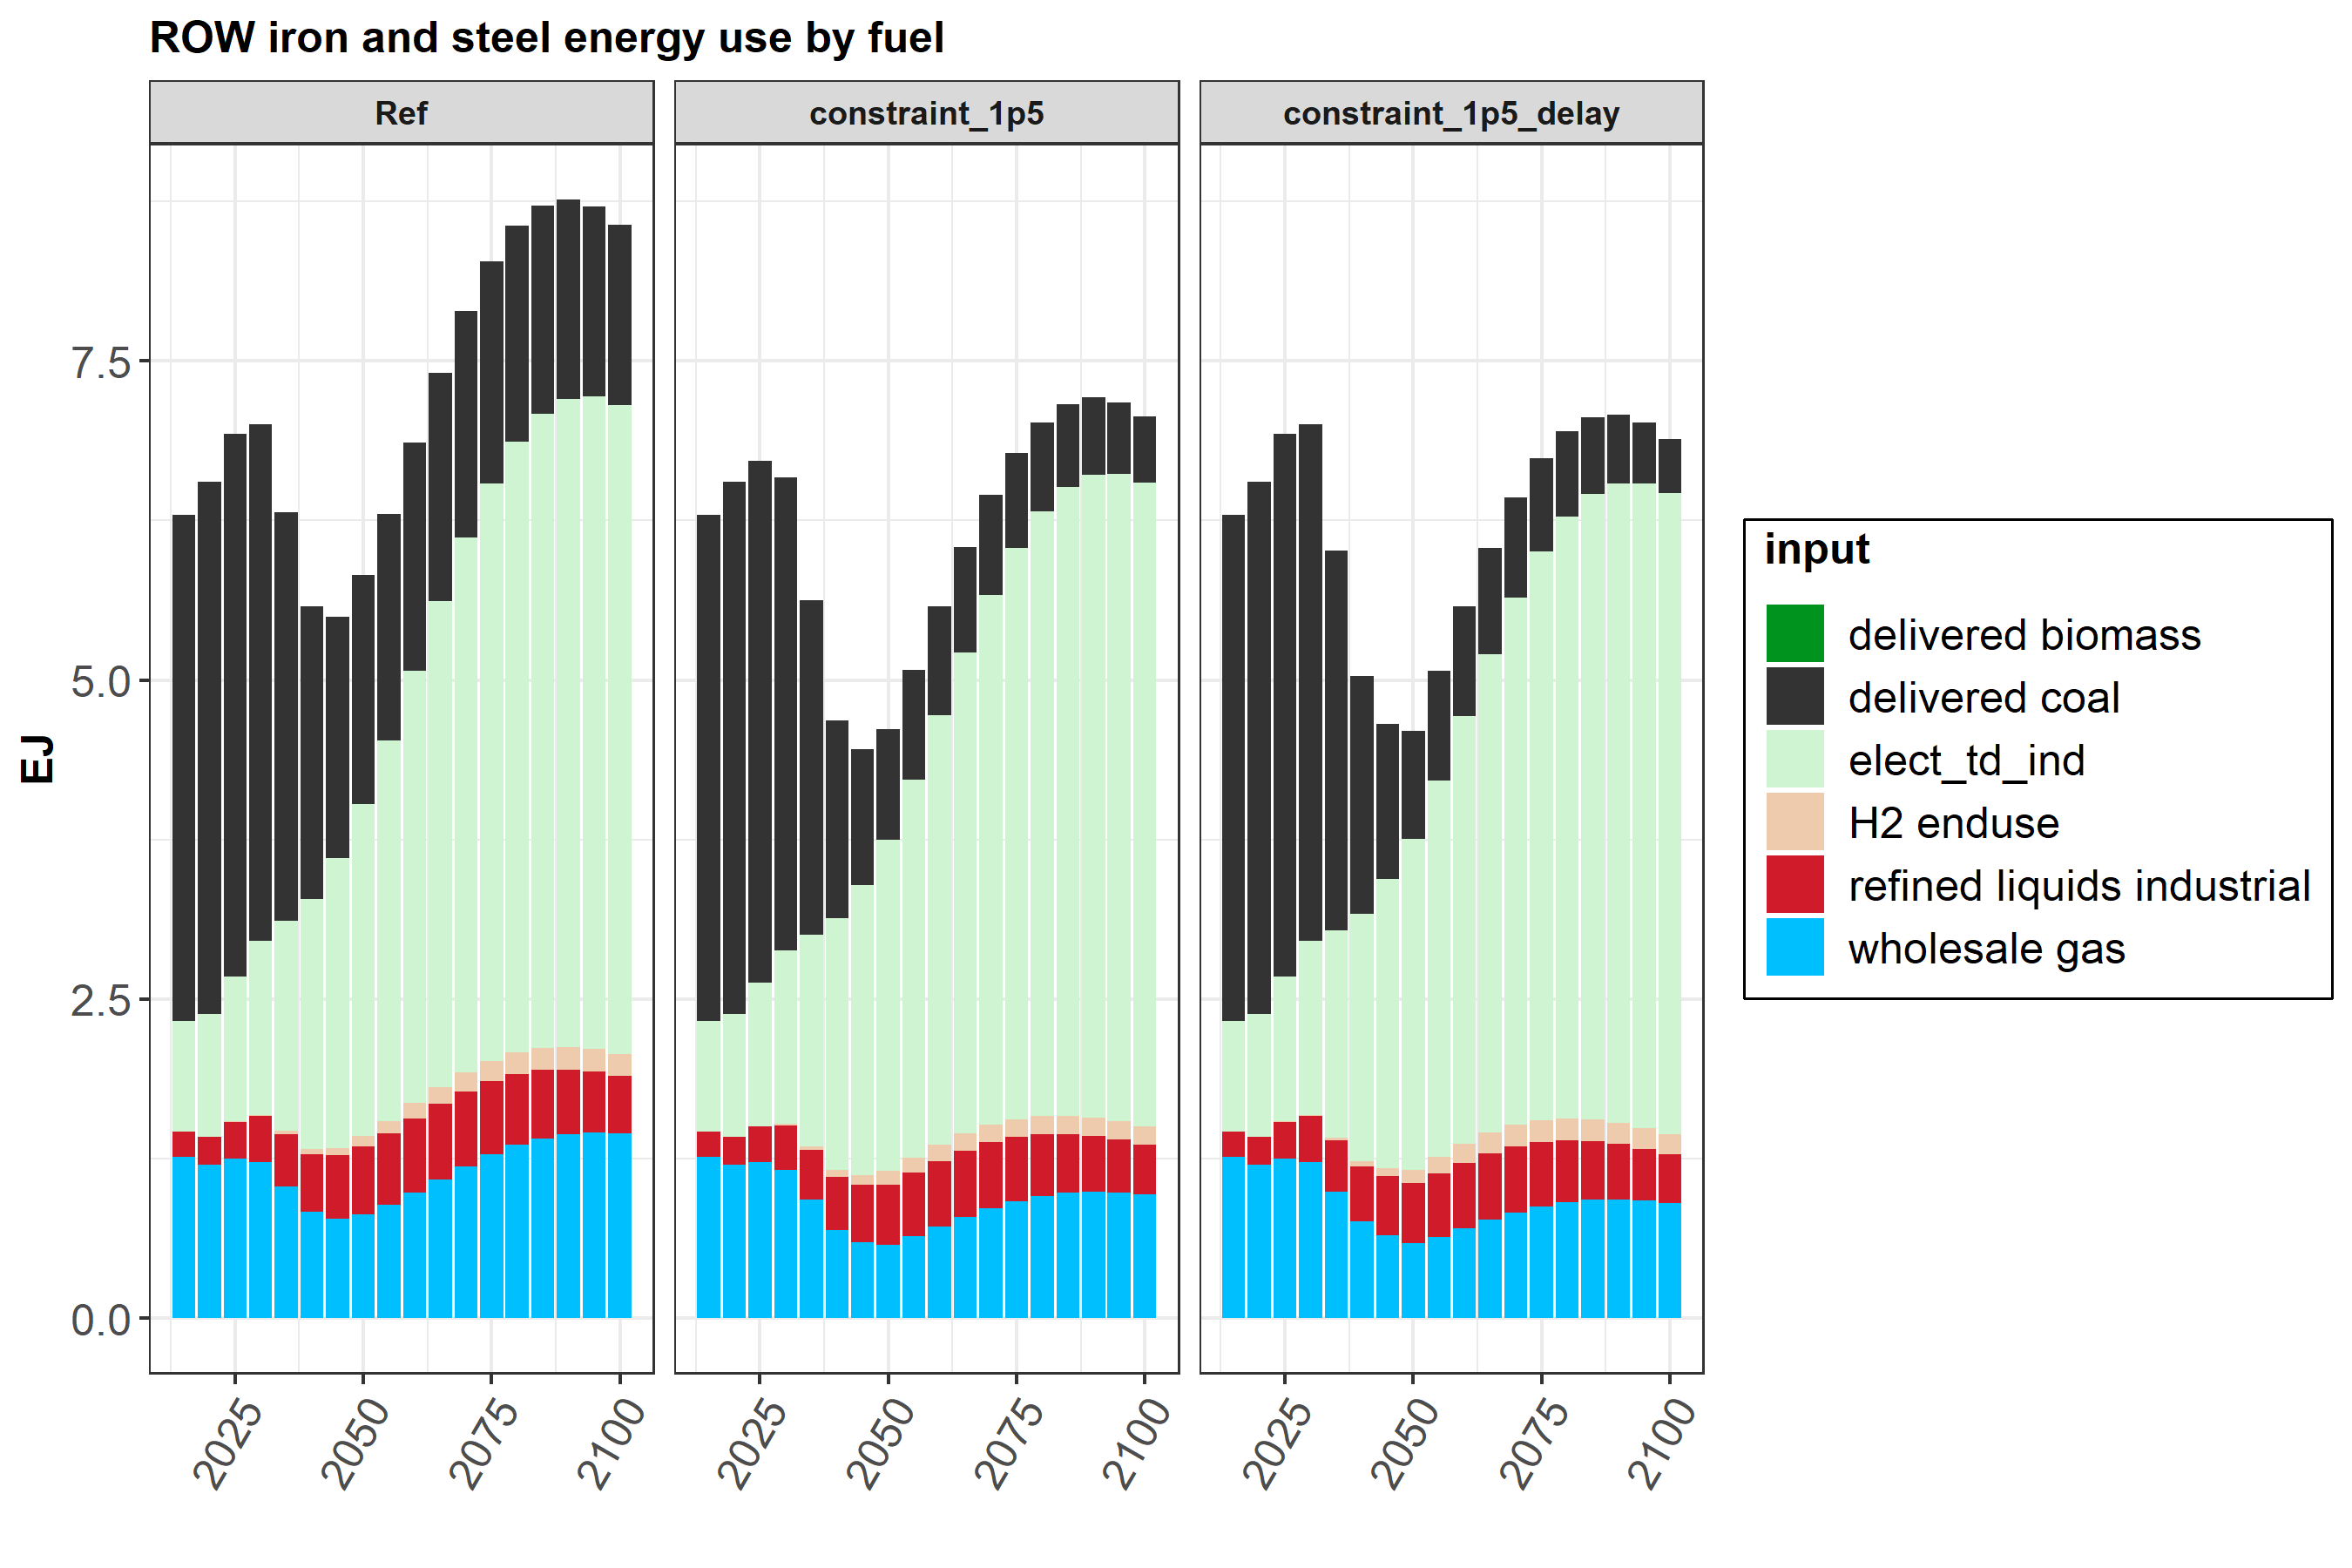 ROW iron and steel energy use by fuel
Ref
constraint_1p5
constraint_1p5_delay
EJ
7.5
5.0
2.5
0.0
2025
2050
2075
2100
2025
2050
2075
2100
2025
2050
2075
2100
input
delivered biomass
delivered coal
elect_td_ind
H2 enduse
refined liquids industrial
wholesale gas